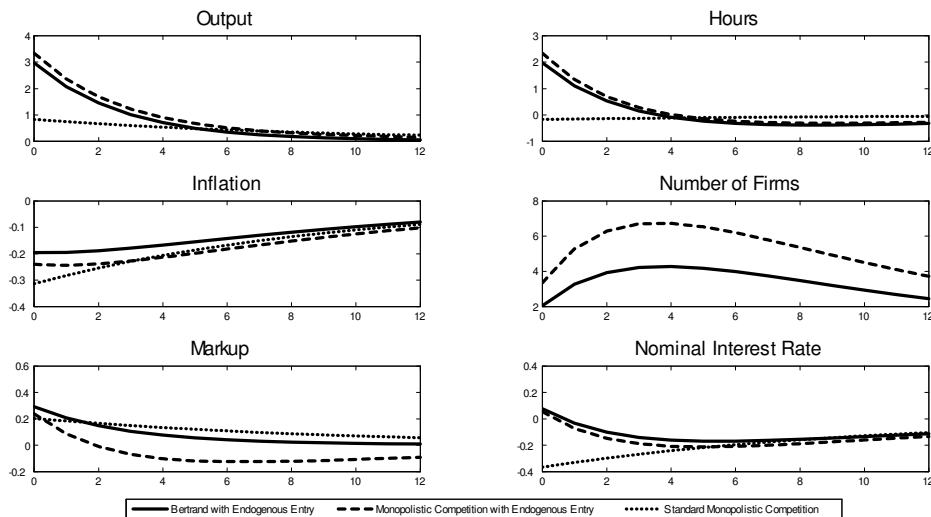 Output
4
3
2
1
0
0 2 4 6 8 10 12
Hours
3
2
1
0
-1
0 2 4 6 8 10 12
Inflation
0
-0.1
-0.2
-0.3
-0.4
0 2 4 6 8 10 12
Number of Firms
8
6
4
2
0 2 4 6 8 10 12
Markup
0.6
0.4
0.2
0
-0.2
0 2 4 6 8 10 12
Nominal Interest Rate
0.4
0.2
0
-0.2
-0.4
0 2 4 6 8 10 12
Bertrand with Endogenous Entry Monopolistic Competition with Endogenous Entry Standard Monopolistic Competition